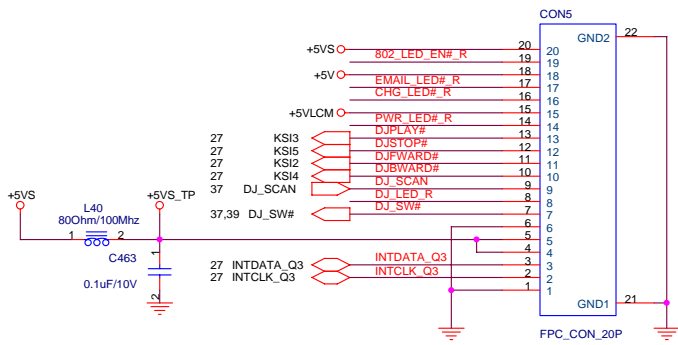 CON5
GND2 22
+5VS 20 20
802_LED_EN#_R 19 19
+5V 18 18
EMAIL_LED#_R 17 17
CHG_LED#_R 16 16
+5VLCM 15 15
PWR_LED#_R 14 14
27 KSI3 DJPLAY# 13 13
27 KSI5 DJSTOP# 12 12
27 KSI2 DJFWARD# 11 11
27 KSI4 DJBWARD# 10 10
37 DJ_SCAN DJ_SCAN 9 9
DJ_LED_R 8 8
37,39 DJ_SW# DJ_SW# 7 7
6 6
+5VS +5VS_TP
L40
80Ohm/100Mhz
1 2 5 5
4 4
1
C463
27 INTDATA_Q3 INTDATA_Q3 3 3
27 INTCLK_Q3 INTCLK_Q3 2 2
0.1uF/10V
2
1 1
GND1 21
FPC_CON_20P